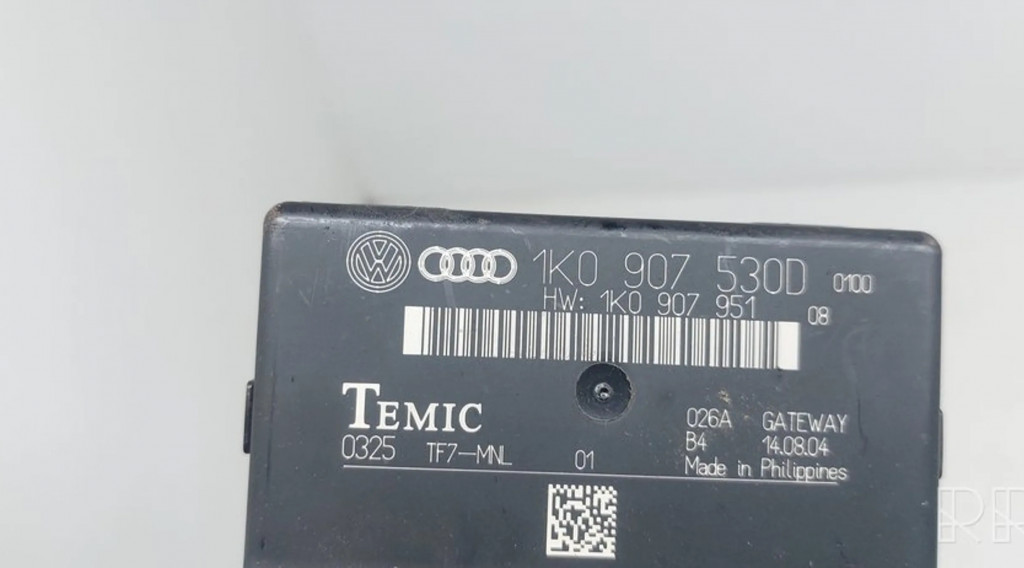 1K0 907 530D 0100
HW: 1K0 907 951 08
TEMIC
0325 TF7-MNL 01
026A GATEWAY
B4 14.08.04
Made in Philippines